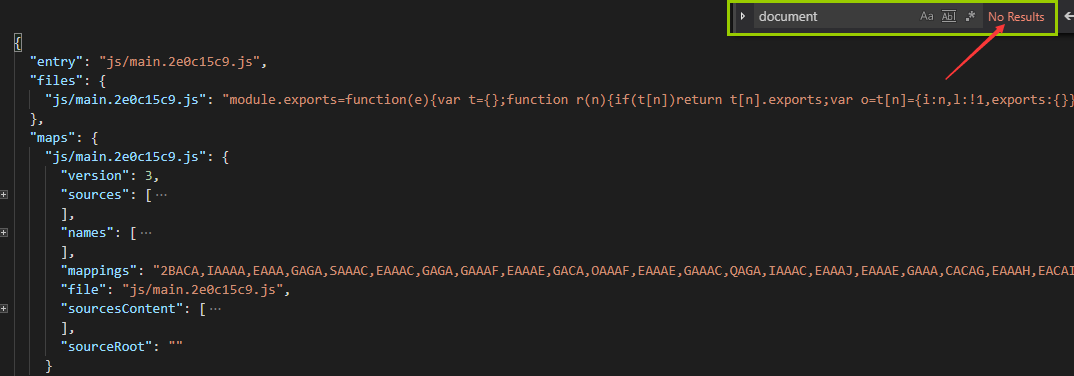 document Aa Abl .* No Results
{
"entry": "js/main.2e0c15c9.js",
"files": {
"js/main.2e0c15c9.js": "module.exports=function(e){var t={};function r(n){if(t[n])return t[n].exports;var o=t[n]={i:n,l:!1,exports:{}}
},
"maps": {
"js/main.2e0c15c9.js": {
"version": 3,
"sources": [ ···
],
"names": [ ···
],
"mappings": "2BACA,IAAAA,EAAA,GAGA,SAAAC,EAAAC,GAGA,GAAAF,EAAAE,GACA,OAAAF,EAAAE,GAAAC,QAGA,IAAAC,EAAAJ,EAAAE,GAAA,CACAG,EAAAH,EACAI
"file": "js/main.2e0c15c9.js",
"sourcesContent": [ ···
],
"sourceRoot": ""
}